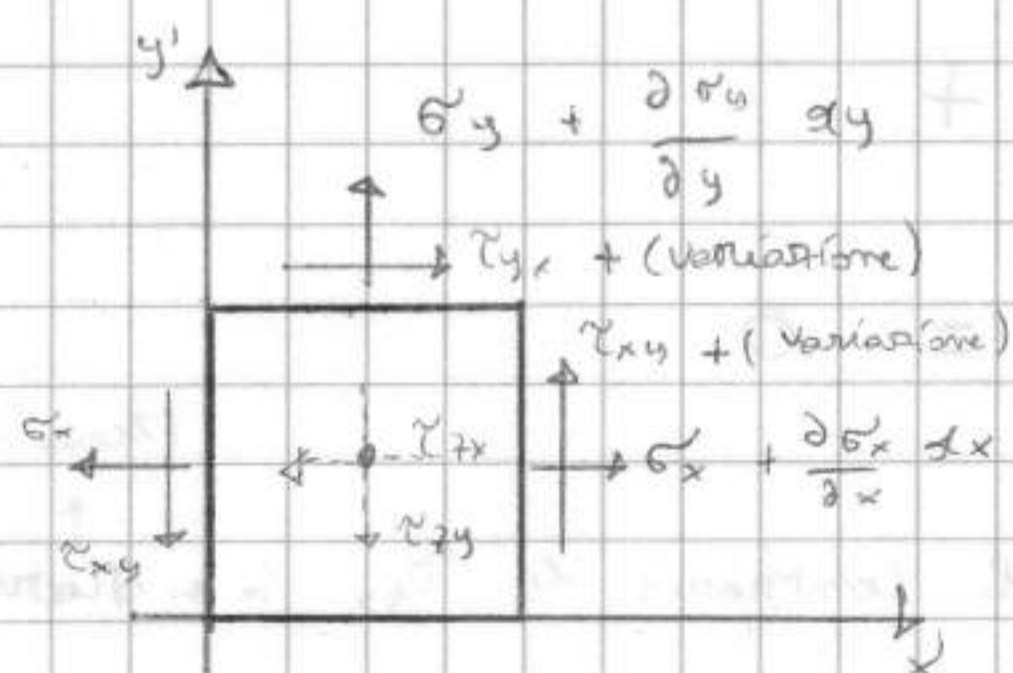 y'
σy + ∂σy/∂y dy
τyx + (variazione)
τxy + (variazione)
σx
τzx
σx + ∂σx/∂x dx
τxy
τzy
x'